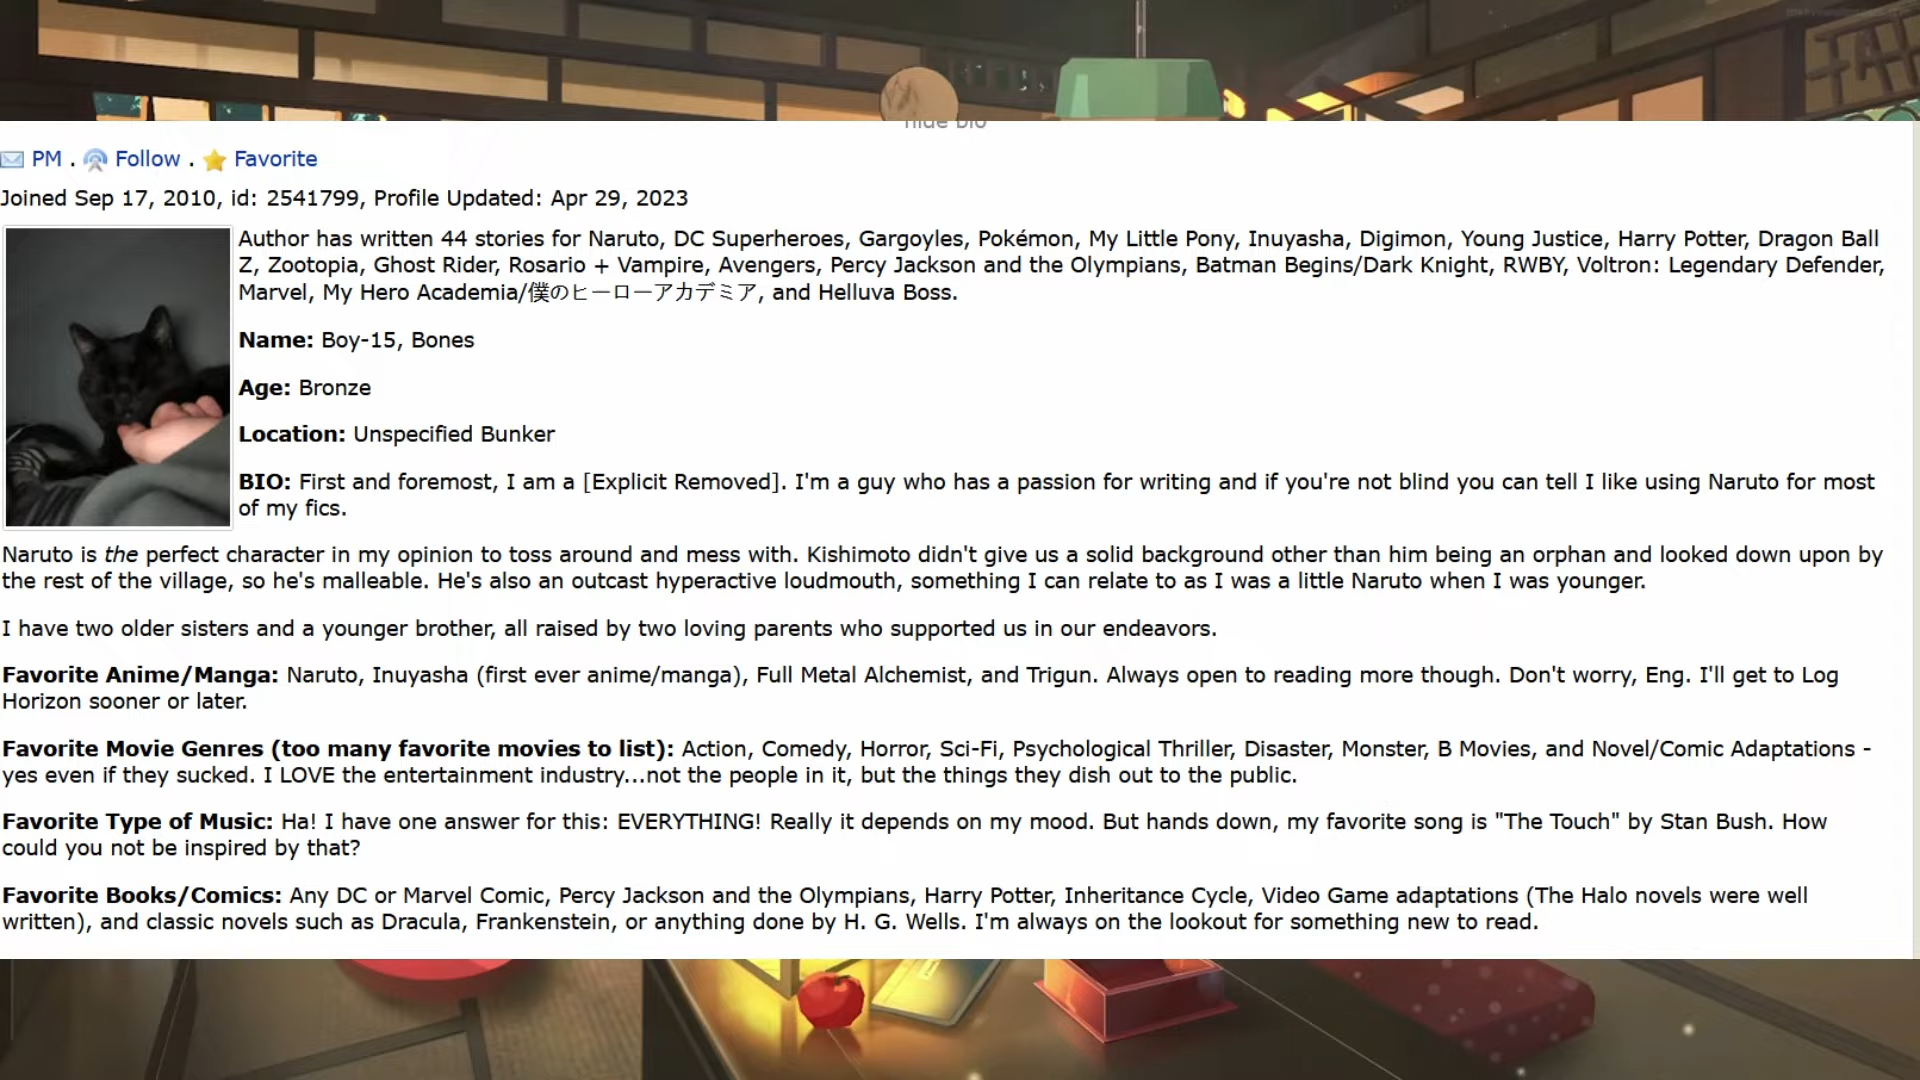 hide bio
PM . Follow . Favorite
Joined Sep 17, 2010, id: 2541799, Profile Updated: Apr 29, 2023
Author has written 44 stories for Naruto, DC Superheroes, Gargoyles, Pokémon, My Little Pony, Inuyasha, Digimon, Young Justice, Harry Potter, Dragon Ball
Z, Zootopia, Ghost Rider, Rosario + Vampire, Avengers, Percy Jackson and the Olympians, Batman Begins/Dark Knight, RWBY, Voltron: Legendary Defender,
Marvel, My Hero Academia/僕のヒーローアカデミア, and Helluva Boss.
Name: Boy-15, Bones
Age: Bronze
Location: Unspecified Bunker
BIO: First and foremost, I am a [Explicit Removed]. I'm a guy who has a passion for writing and if you're not blind you can tell I like using Naruto for most
of my fics.
Naruto is the perfect character in my opinion to toss around and mess with. Kishimoto didn't give us a solid background other than him being an orphan and looked down upon by
the rest of the village, so he's malleable. He's also an outcast hyperactive loudmouth, something I can relate to as I was a little Naruto when I was younger.
I have two older sisters and a younger brother, all raised by two loving parents who supported us in our endeavors.
Favorite Anime/Manga: Naruto, Inuyasha (first ever anime/manga), Full Metal Alchemist, and Trigun. Always open to reading more though. Don't worry, Eng. I'll get to Log
Horizon sooner or later.
Favorite Movie Genres (too many favorite movies to list): Action, Comedy, Horror, Sci-Fi, Psychological Thriller, Disaster, Monster, B Movies, and Novel/Comic Adaptations -
yes even if they sucked. I LOVE the entertainment industry...not the people in it, but the things they dish out to the public.
Favorite Type of Music: Ha! I have one answer for this: EVERYTHING! Really it depends on my mood. But hands down, my favorite song is "The Touch" by Stan Bush. How
could you not be inspired by that?
Favorite Books/Comics: Any DC or Marvel Comic, Percy Jackson and the Olympians, Harry Potter, Inheritance Cycle, Video Game adaptations (The Halo novels were well
written), and classic novels such as Dracula, Frankenstein, or anything done by H. G. Wells. I'm always on the lookout for something new to read.